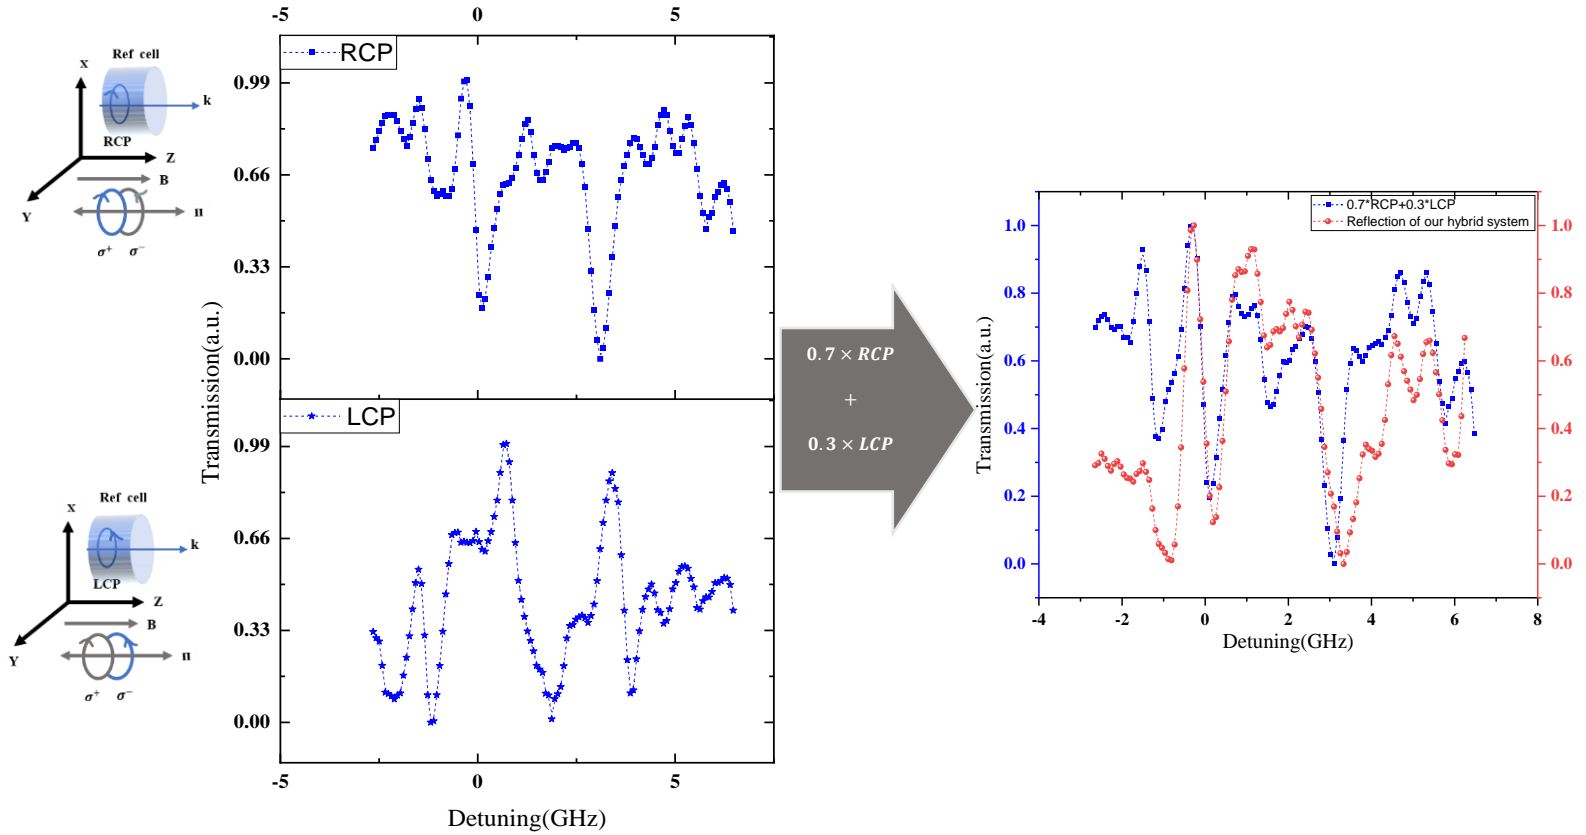 -5 0 5
Ref cell
X
k
RCP
Z
B
Y
II
σ⁺ σ⁻
RCP
0.99
0.66
0.33
0.00
Transmission(a.u.)
LCP
0.99
0.66
0.33
0.00
Ref cell
X
k
LCP
Z
B
Y
II
σ⁺ σ⁻
-5 0 5
Detuning(GHz)
0.7 × RCP
+
0.3 × LCP
0.7*RCP+0.3*LCP
Reflection of our hybrid system
1.0 1.0
0.8 0.8
0.6 0.6
0.4 0.4
0.2 0.2
0.0 0.0
Transmission(a.u.)
-4 -2 0 2 4 6 8
Detuning(GHz)